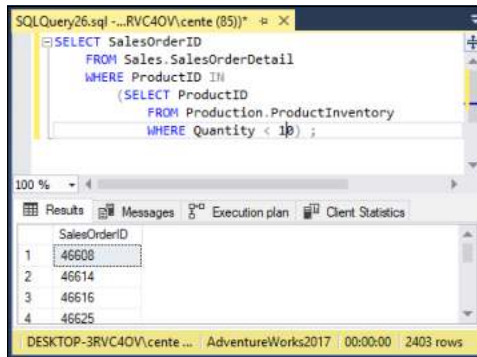 SQLQuery26.sql -...RVC4OV\cente (85))*
SELECT SalesOrderID
FROM Sales.SalesOrderDetail
WHERE ProductID IN
(SELECT ProductID
FROM Production.ProductInventory
WHERE Quantity < 10) ;
100 %
Results Messages Execution plan Client Statistics
SalesOrderID
1 46608
2 46614
3 46616
4 46625
DESKTOP-3RVC4OV\cente ... AdventureWorks2017 00:00:00 2403 rows